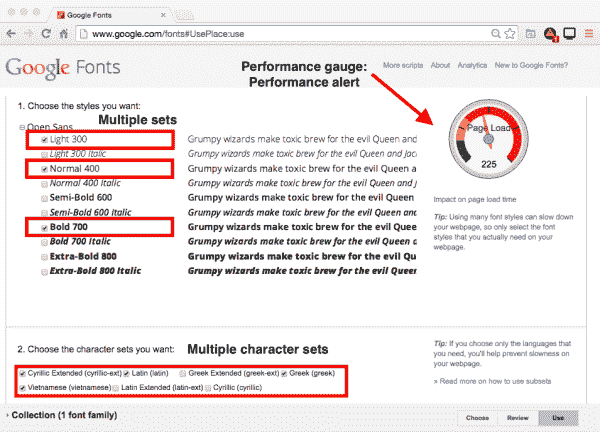 Google Fonts
www.google.com/fonts#UsePlace:use
Google Fonts
Performance gauge:
Performance alert
More scripts About Analytics New to Google Fonts?
1. Choose the styles you want:
Open Sans
Multiple sets
Light 300 Grumpy wizards make toxic brew for the evil Queen
Light 300 Italic Grumpy wizards make toxic brew for the evil Queen and Jac
Normal 400 Grumpy wizards make toxic brew for the evil Queen
Normal 400 Italic Grumpy wizards make toxic brew for the evil Queen and J
Semi-Bold 600 Grumpy wizards make toxic brew for the evil Queen
Semi-Bold 600 Italic Grumpy wizards make toxic brew for the evil Queen
Bold 700 Grumpy wizards make toxic brew for the evil Queen
Bold 700 Italic Grumpy wizards make toxic brew for the evil Queen
Extra-Bold 800 Grumpy wizards make toxic brew for the evil
Extra-Bold 800 Italic Grumpy wizards make toxic brew for the evil Queen
Page Load
225
Impact on page load time
Tip: Using many font styles can slow down
your webpage, so only select the font
styles that you actually need on your
webpage.
2. Choose the character sets you want:
Multiple character sets
Cyrillic Extended (cyrillic-ext) Latin (latin) Greek Extended (greek-ext) Greek (greek)
Vietnamese (vietnamese) Latin Extended (latin-ext) Cyrillic (cyrillic)
Tip: If you choose only the languages that
you need, you'll help prevent slowness on
your webpage.
» Read more on how to use subsets
Collection (1 font family)
Choose Review Use